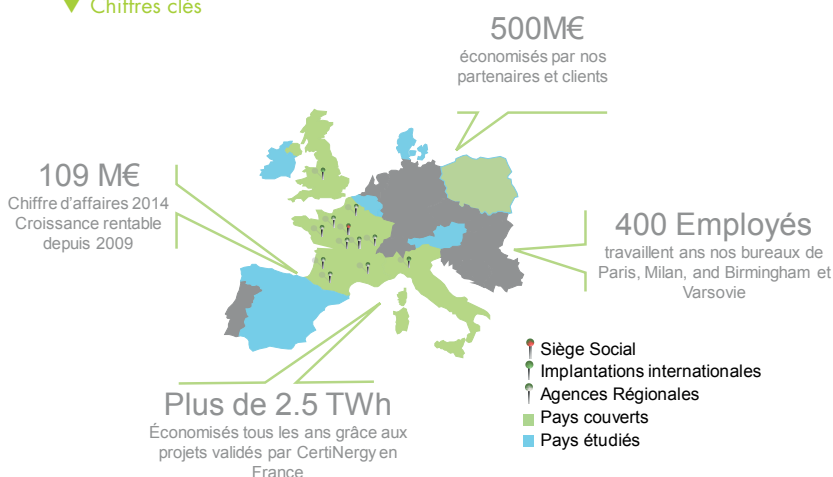 Chiffres clés
500M€
économisés par nos
partenaires et clients
109 M€
Chiffre d'affaires 2014
Croissance rentable
depuis 2009
400 Employés
travaillent ans nos bureaux de
Paris, Milan, and Birmingham et
Varsovie
Siège Social
Implantations internationales
Agences Régionales
Pays couverts
Pays étudiés
Plus de 2.5 TWh
Économisés tous les ans grâce aux
projets validés par CertiNergy en
France